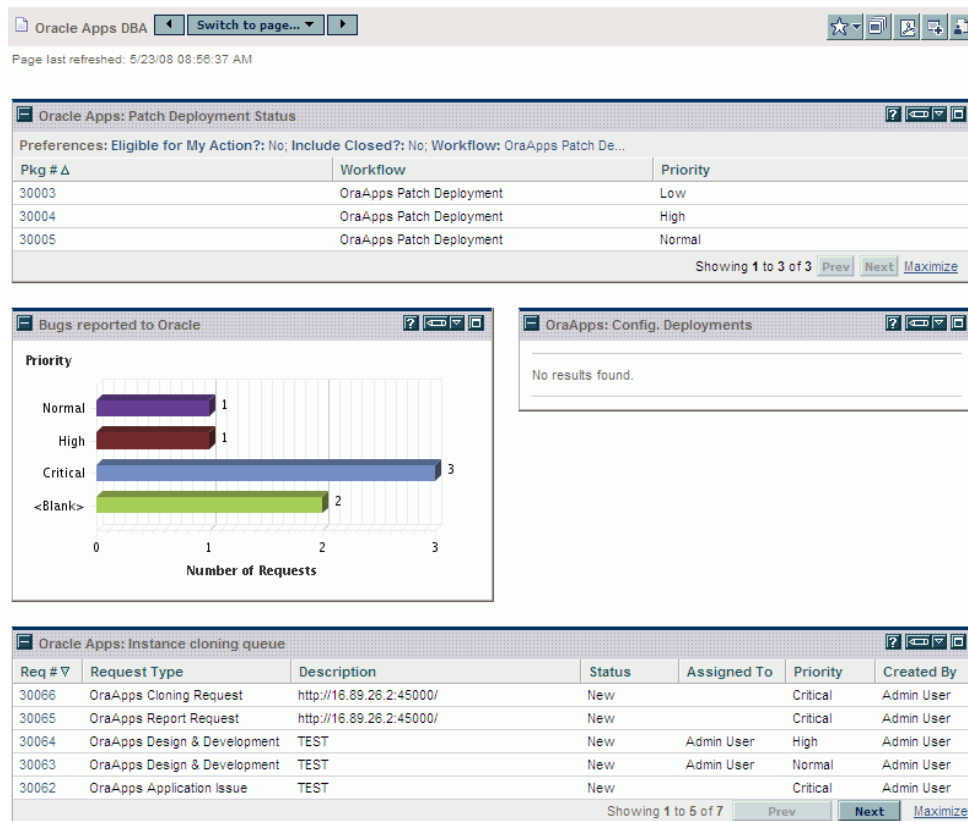 Oracle Apps DBA Switch to page...
Page last refreshed: 5/23/08 08:56:37 AM
Oracle Apps: Patch Deployment Status ?
Preferences: Eligible for My Action?: No; Include Closed?: No; Workflow: OraApps Patch De...
Pkg # Workflow Priority
30003 OraApps Patch Deployment Low
30004 OraApps Patch Deployment High
30005 OraApps Patch Deployment Normal
Showing 1 to 3 of 3 Prev Next Maximize
Bugs reported to Oracle ?
Priority
Normal 1
High 1
Critical 3
<Blank> 2
0 1 2 3
Number of Requests
OraApps: Config. Deployments ?
No results found.
Oracle Apps: Instance cloning queue ?
Req # Request Type Description Status Assigned To Priority Created By
30066 OraApps Cloning Request http://16.89.26.2:45000/ New Critical Admin User
30065 OraApps Report Request http://16.89.26.2:45000/ New Critical Admin User
30064 OraApps Design & Development TEST New Admin User High Admin User
30063 OraApps Design & Development TEST New Admin User Normal Admin User
30062 OraApps Application Issue TEST New Critical Admin User
Showing 1 to 5 of 7 Prev Next Maximize